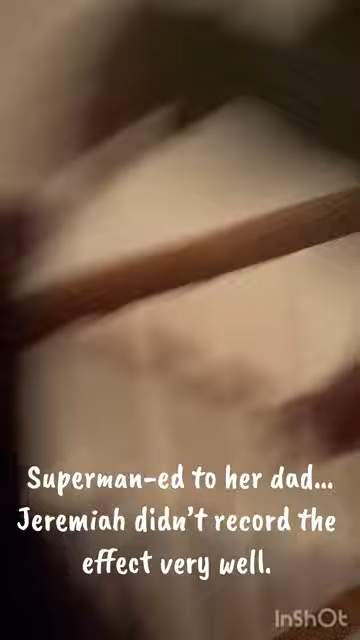 Superman-ed to her dad...
Jeremiah didn't record the
effect very well.
InShOt